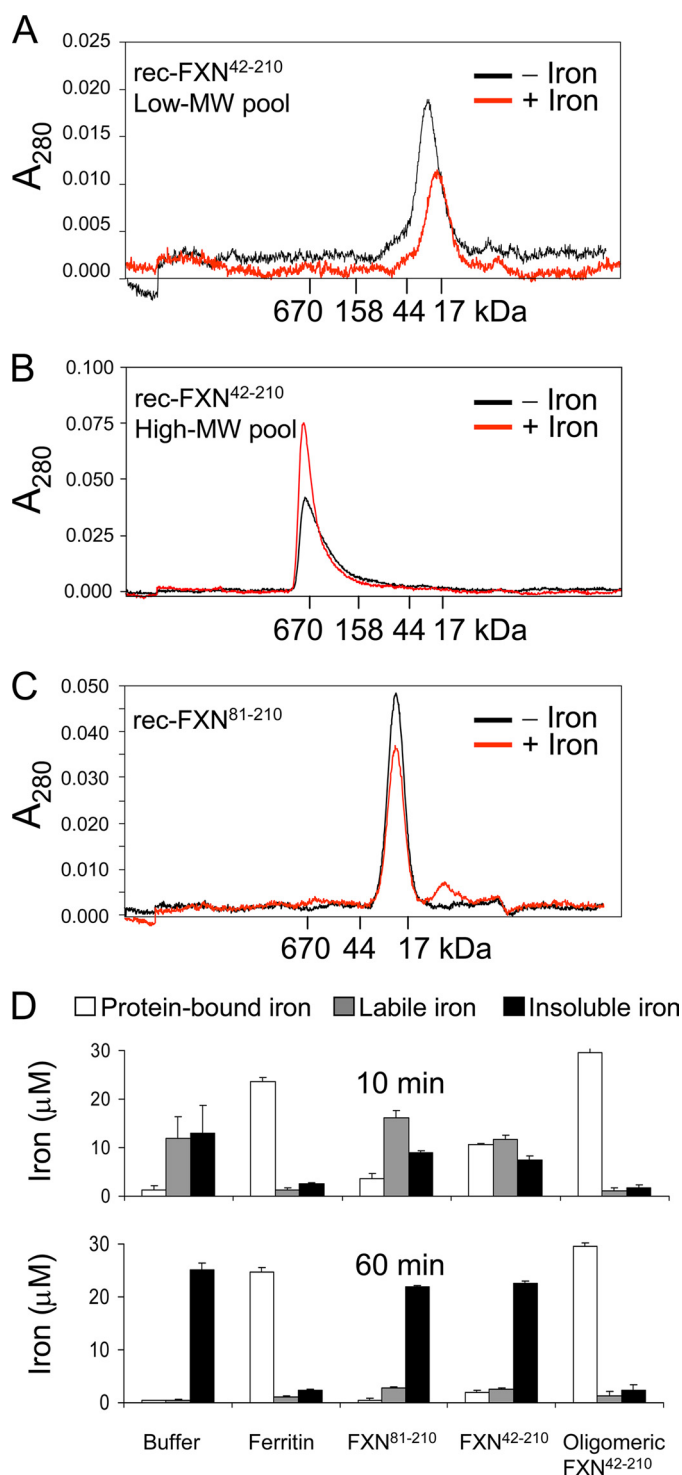 A
rec-FXN42-210
Low-MW pool
– Iron
+ Iron
A280
0.025
0.020
0.015
0.010
0.005
0.000
670 158 44 17 kDa
B
rec-FXN42-210
High-MW pool
– Iron
+ Iron
A280
0.100
0.075
0.050
0.025
0.000
670 158 44 17 kDa
C
rec-FXN81-210
– Iron
+ Iron
A280
0.050
0.040
0.030
0.020
0.010
0.000
670 44 17 kDa
D
Protein-bound iron Labile iron Insoluble iron
10 min
Iron (μM)
30
20
10
0
60 min
Iron (μM)
30
20
10
0
Buffer Ferritin FXN81-210 FXN42-210 Oligomeric
FXN42-210